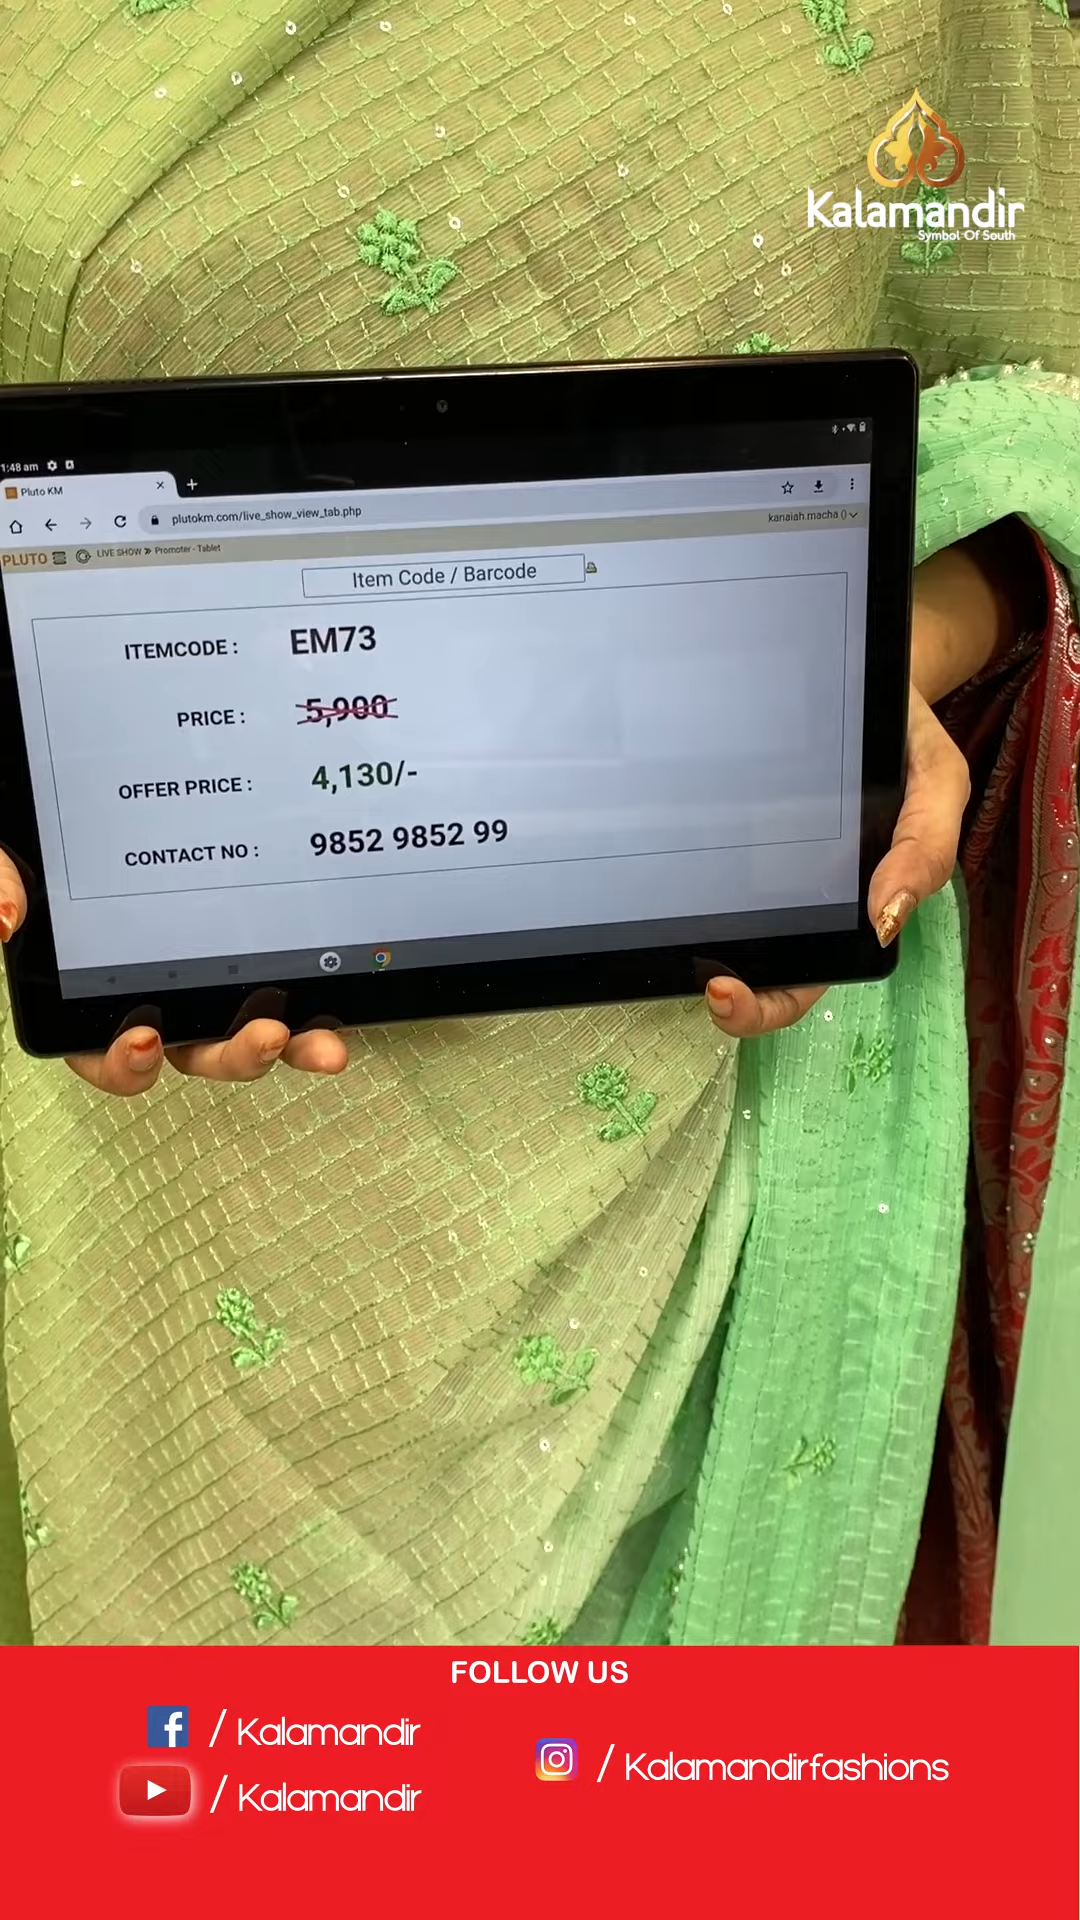 Kalamandir
Symbol Of South
1:48 am
Pluto KM
plutokm.com/live_show_view_tab.php
kanaiah.macha ()
PLUTO
LIVE SHOW >> Promoter - Tablet
Item Code / Barcode
ITEMCODE : EM73
PRICE : 5,900
OFFER PRICE : 4,130/-
CONTACT NO : 9852 9852 99
FOLLOW US
/ Kalamandir
/ Kalamandir
/ Kalamandirfashions